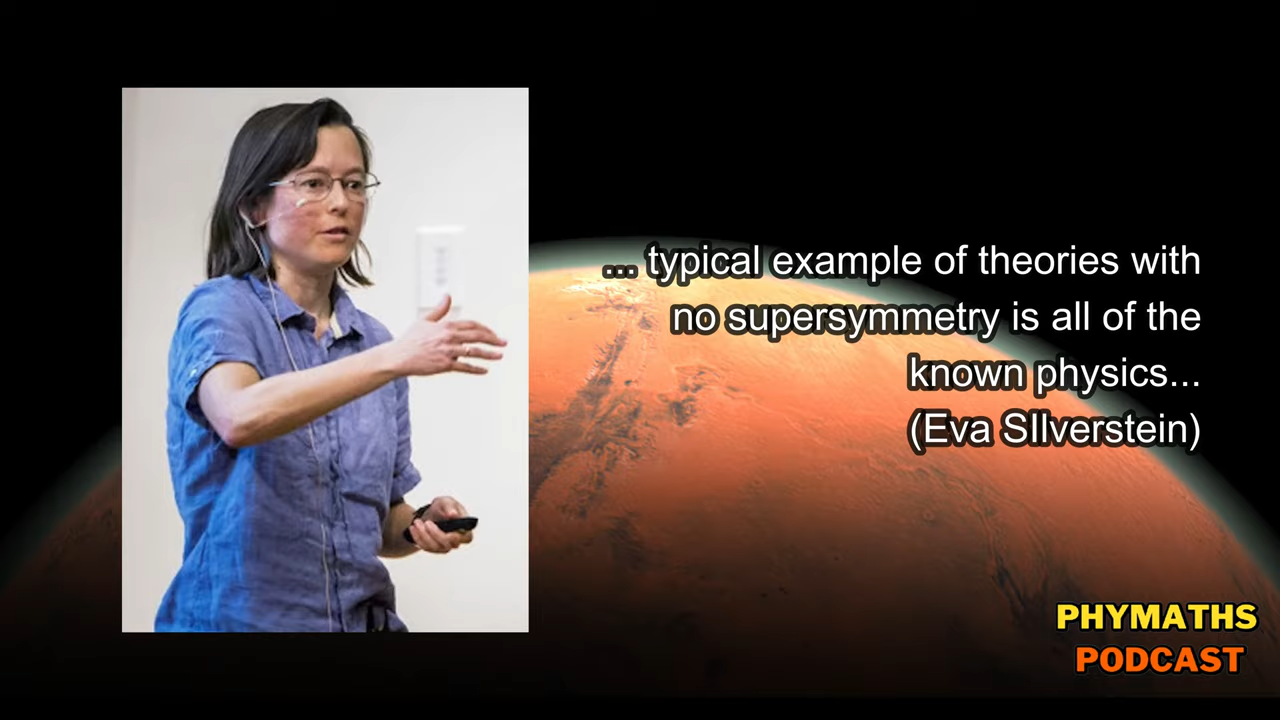 ... typical example of theories with
no supersymmetry is all of the
known physics...
(Eva SIlverstein)
PHYMATHS
PODCAST